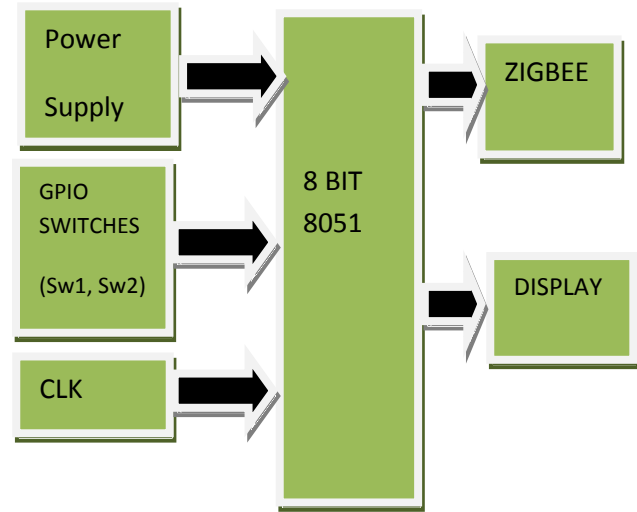 Power
Supply
GPIO
SWITCHES
(Sw1, Sw2)
CLK
8 BIT
8051
ZIGBEE
DISPLAY